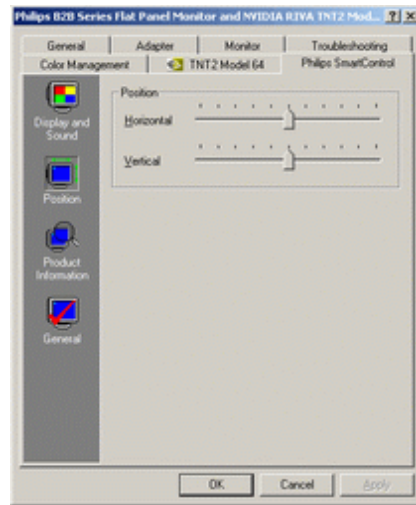 Philips B2B Series Flat Panel Monitor and NVIDIA RIVA TNT2 Mod...
General Adapter Monitor Troubleshooting
Color Management TNT2 Model 64 Philips SmartControl
Display and
Sound
Position
Product
Information
General
Position
Horizontal
Vertical
OK Cancel Apply